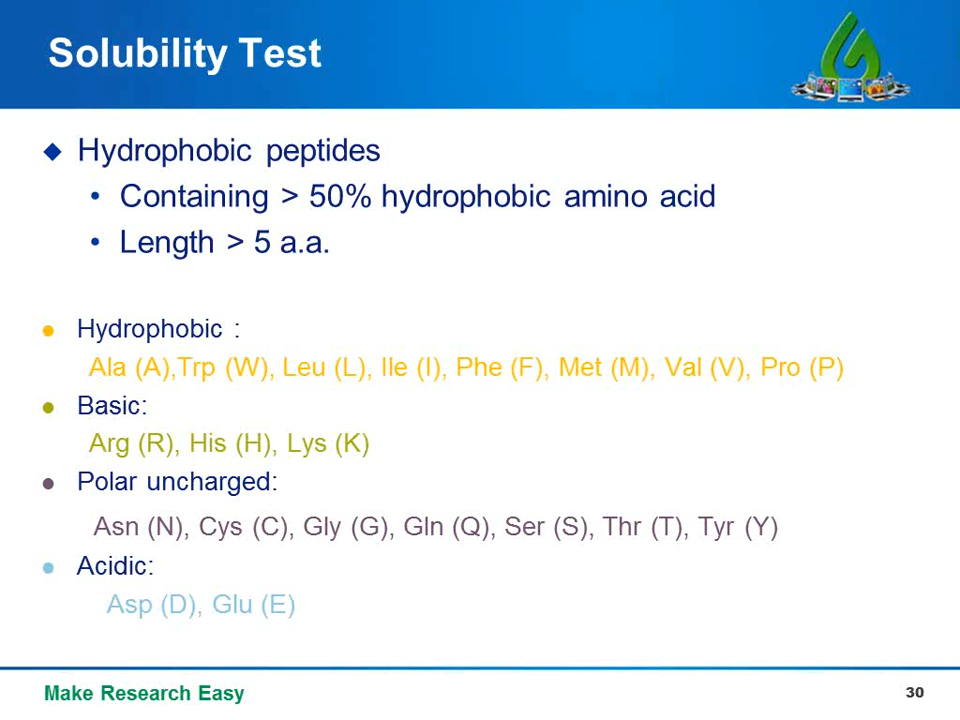 Solubility Test
Hydrophobic peptides
Containing > 50% hydrophobic amino acid
Length > 5 a.a.
Hydrophobic :
Ala (A),Trp (W), Leu (L), Ile (I), Phe (F), Met (M), Val (V), Pro (P)
Basic:
Arg (R), His (H), Lys (K)
Polar uncharged:
Asn (N), Cys (C), Gly (G), Gln (Q), Ser (S), Thr (T), Tyr (Y)
Acidic:
Asp (D), Glu (E)
Make Research Easy
30